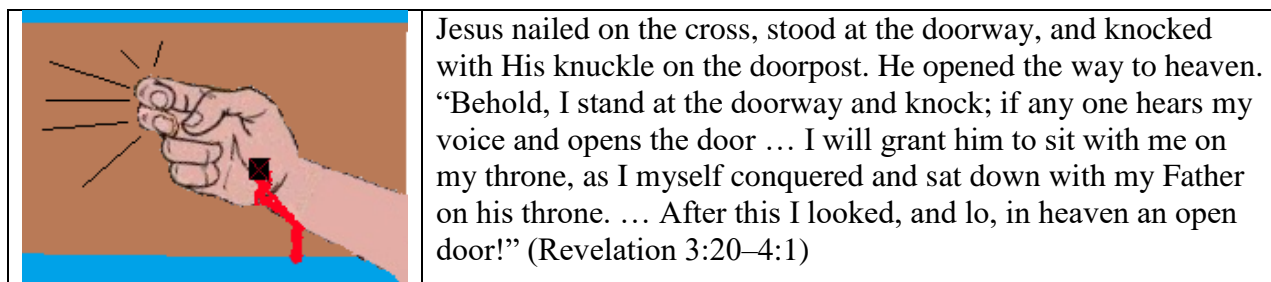 Jesus nailed on the cross, stood at the doorway, and knocked
with His knuckle on the doorpost. He opened the way to heaven.
“Behold, I stand at the doorway and knock; if any one hears my
voice and opens the door … I will grant him to sit with me on
my throne, as I myself conquered and sat down with my Father
on his throne. … After this I looked, and lo, in heaven an open
door!” (Revelation 3:20–4:1)